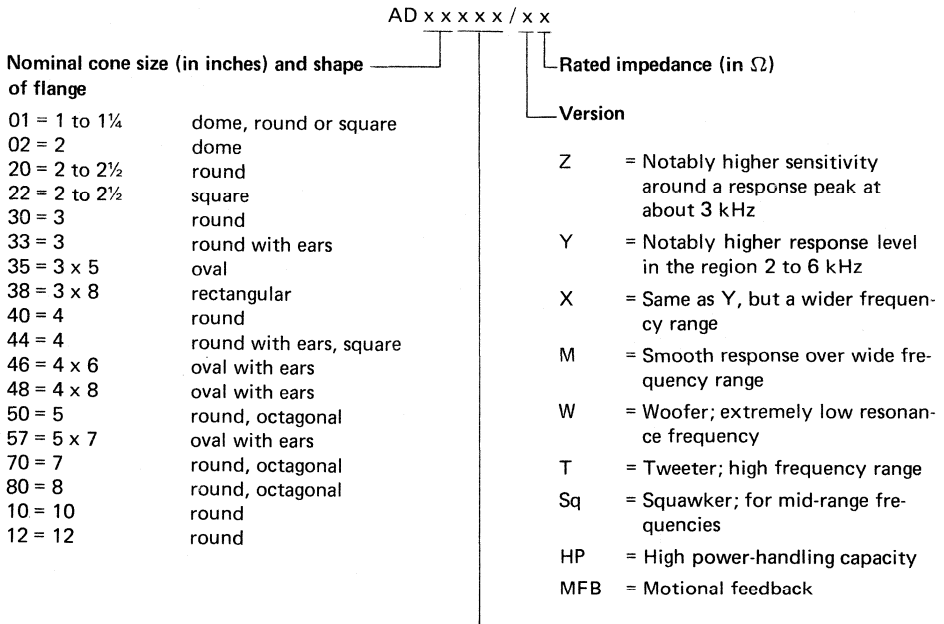 AD x x x x x / x x
Nominal cone size (in inches) and shape
of flange
01 = 1 to 1¼ dome, round or square
02 = 2 dome
20 = 2 to 2½ round
22 = 2 to 2½ square
30 = 3 round
33 = 3 round with ears
35 = 3 x 5 oval
38 = 3 x 8 rectangular
40 = 4 round
44 = 4 round with ears, square
46 = 4 x 6 oval with ears
48 = 4 x 8 oval with ears
50 = 5 round, octagonal
57 = 5 x 7 oval with ears
70 = 7 round, octagonal
80 = 8 round, octagonal
10 = 10 round
12 = 12 round
Rated impedance (in Ω)
Version
Z = Notably higher sensitivity
around a response peak at
about 3 kHz
Y = Notably higher response level
in the region 2 to 6 kHz
X = Same as Y, but a wider frequen-
cy range
M = Smooth response over wide fre-
quency range
W = Woofer; extremely low resonan-
ce frequency
T = Tweeter; high frequency range
Sq = Squawker; for mid-range fre-
quencies
HP = High power-handling capacity
MFB = Motional feedback